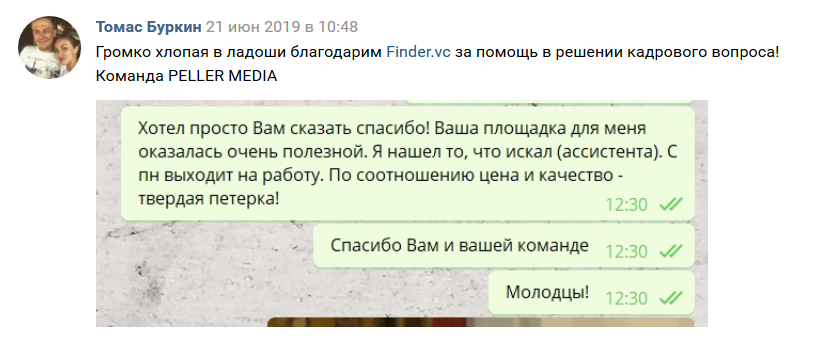 Томас Буркин 21 июн 2019 в 10:48
Громко хлопая в ладоши благодарим Finder.vc за помощь в решении кадрового вопроса!
Команда PELLER MEDIA
Хотел просто Вам сказать спасибо! Ваша площадка для меня
оказалась очень полезной. Я нашел то, что искал (ассистента). С
пн выходит на работу. По соотношению цена и качество -
твердая петерка!
12:30
Спасибо Вам и вашей команде 12:30
Молодцы! 12:30